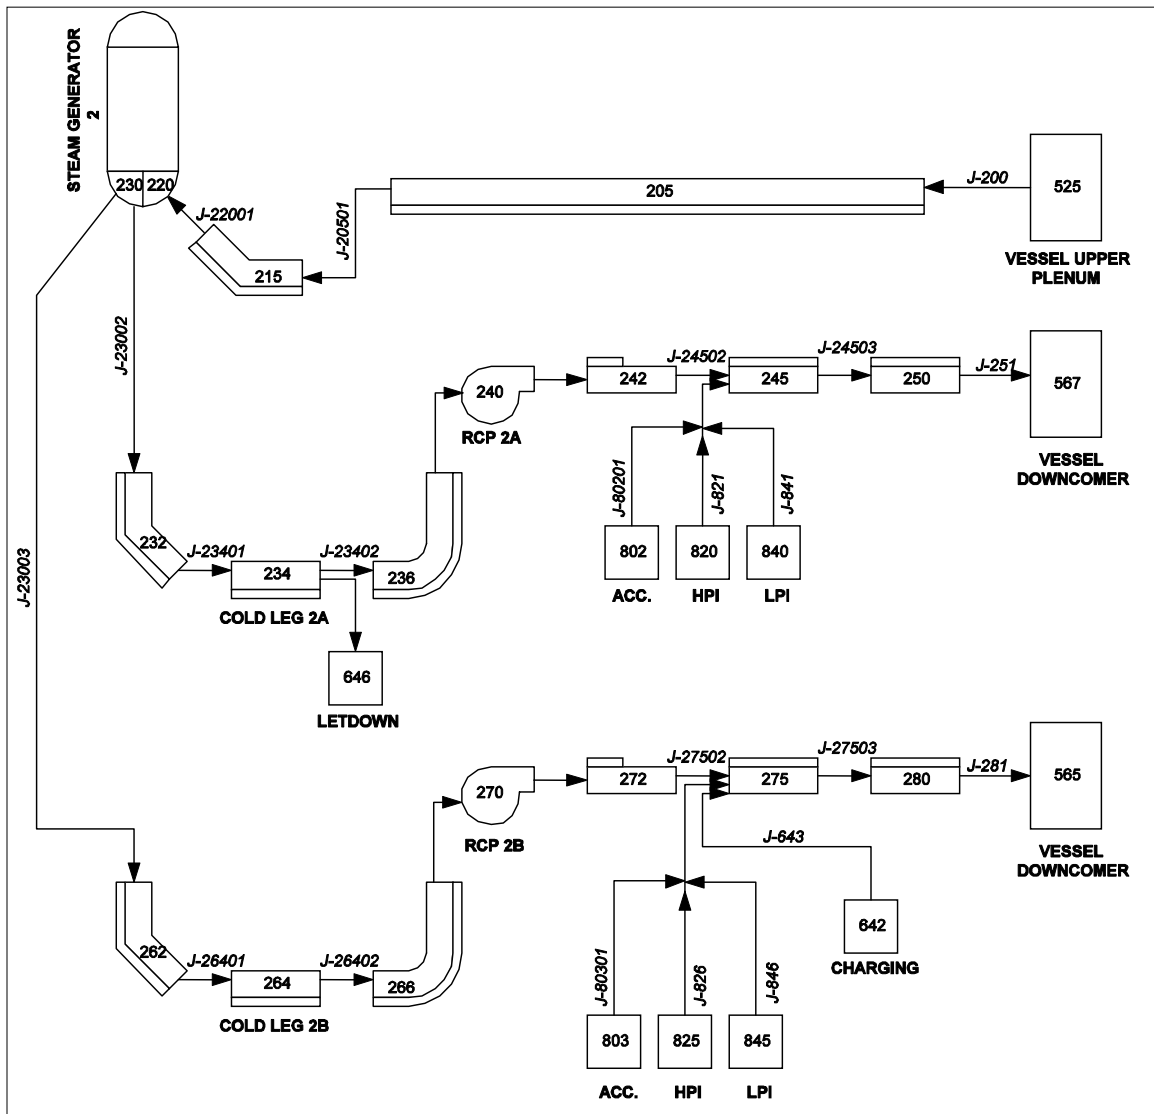 STEAM GENERATOR
2
230
220
J-22001
215
J-20501
205
J-200
525
VESSEL UPPER
PLENUM
J-23002
J-23003
232
J-23401
234
COLD LEG 2A
J-23402
236
646
LETDOWN
240
RCP 2A
242
J-24502
245
J-24503
250
J-251
567
VESSEL
DOWNCOMER
J-80201
J-821
J-841
802
820
840
ACC.
HPI
LPI
262
J-26401
264
COLD LEG 2B
J-26402
266
270
RCP 2B
272
J-27502
275
J-27503
280
J-281
565
VESSEL
DOWNCOMER
J-643
642
CHARGING
J-80301
J-826
J-846
803
825
845
ACC.
HPI
LPI